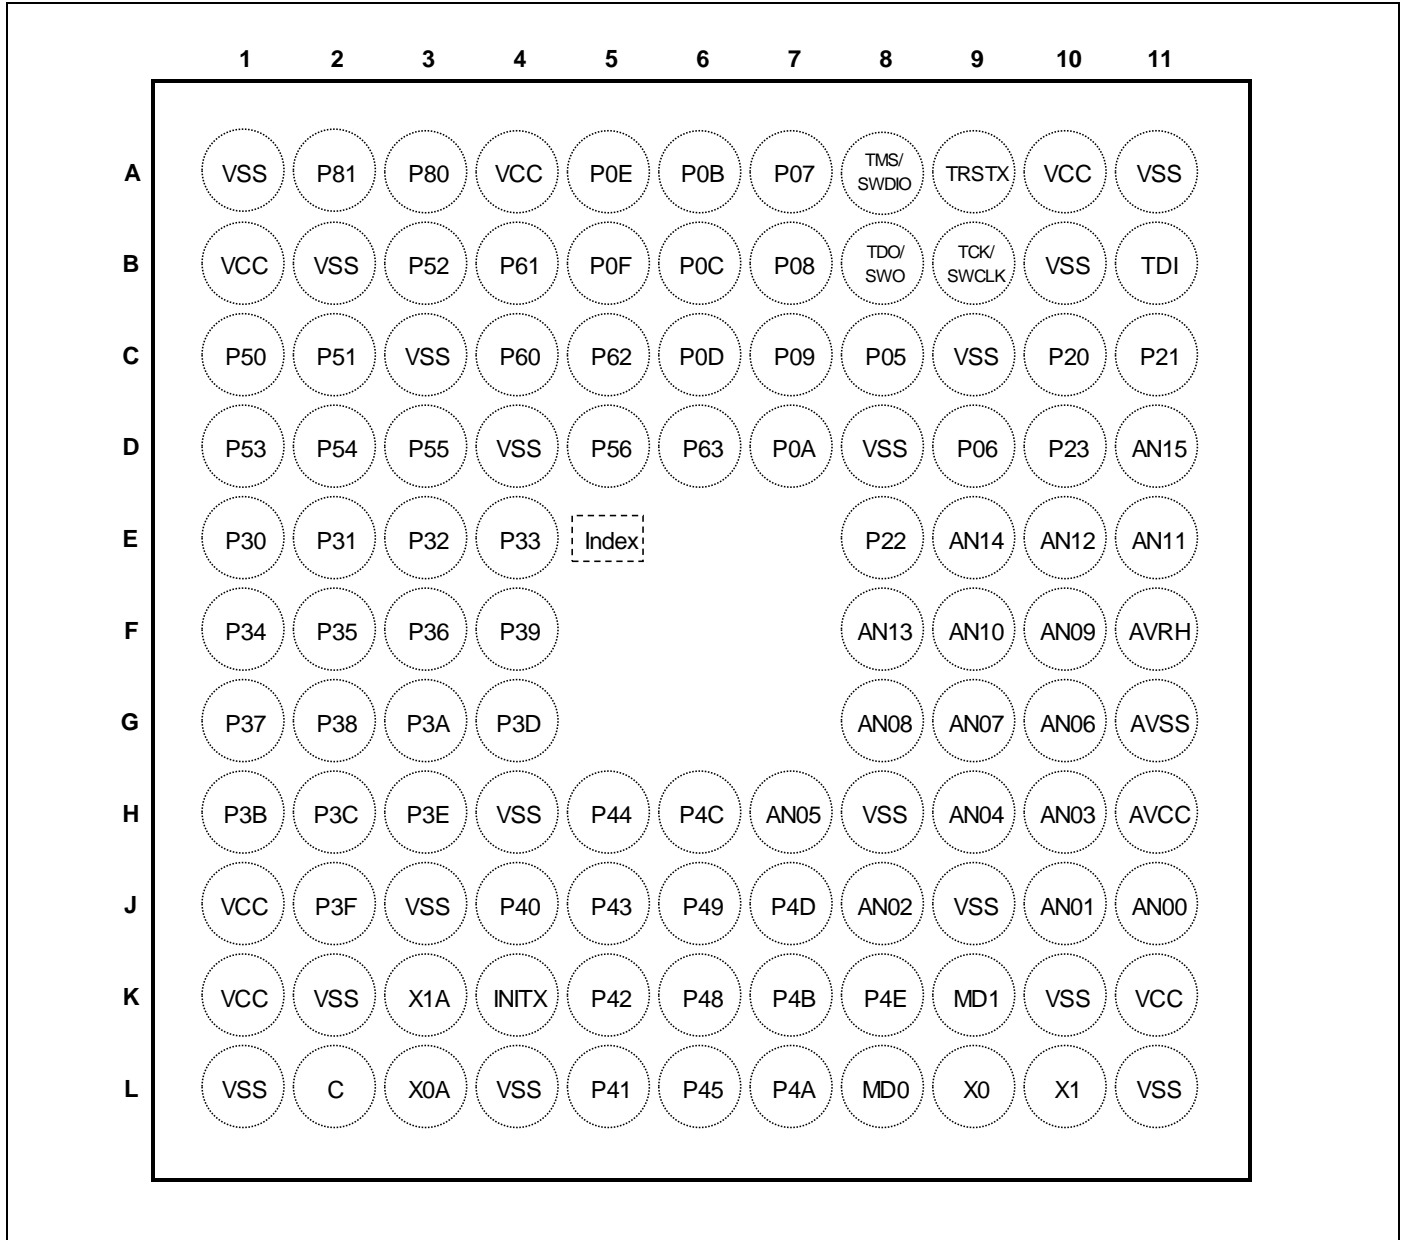 1 2 3 4 5 6 7 8 9 10 11
A VSS P81 P80 VCC P0E P0B P07 TMS/ SWDIO TRSTX VCC VSS
B VCC VSS P52 P61 P0F P0C P08 TDO/ SWO TCK/ SWCLK VSS TDI
C P50 P51 VSS P60 P62 P0D P09 P05 VSS P20 P21
D P53 P54 P55 VSS P56 P63 P0A VSS P06 P23 AN15
E P30 P31 P32 P33 Index P22 AN14 AN12 AN11
F P34 P35 P36 P39 AN13 AN10 AN09 AVRH
G P37 P38 P3A P3D AN08 AN07 AN06 AVSS
H P3B P3C P3E VSS P44 P4C AN05 VSS AN04 AN03 AVCC
J VCC P3F VSS P40 P43 P49 P4D AN02 VSS AN01 AN00
K VCC VSS X1A INITX P42 P48 P4B P4E MD1 VSS VCC
L VSS C X0A VSS P41 P45 P4A MD0 X0 X1 VSS